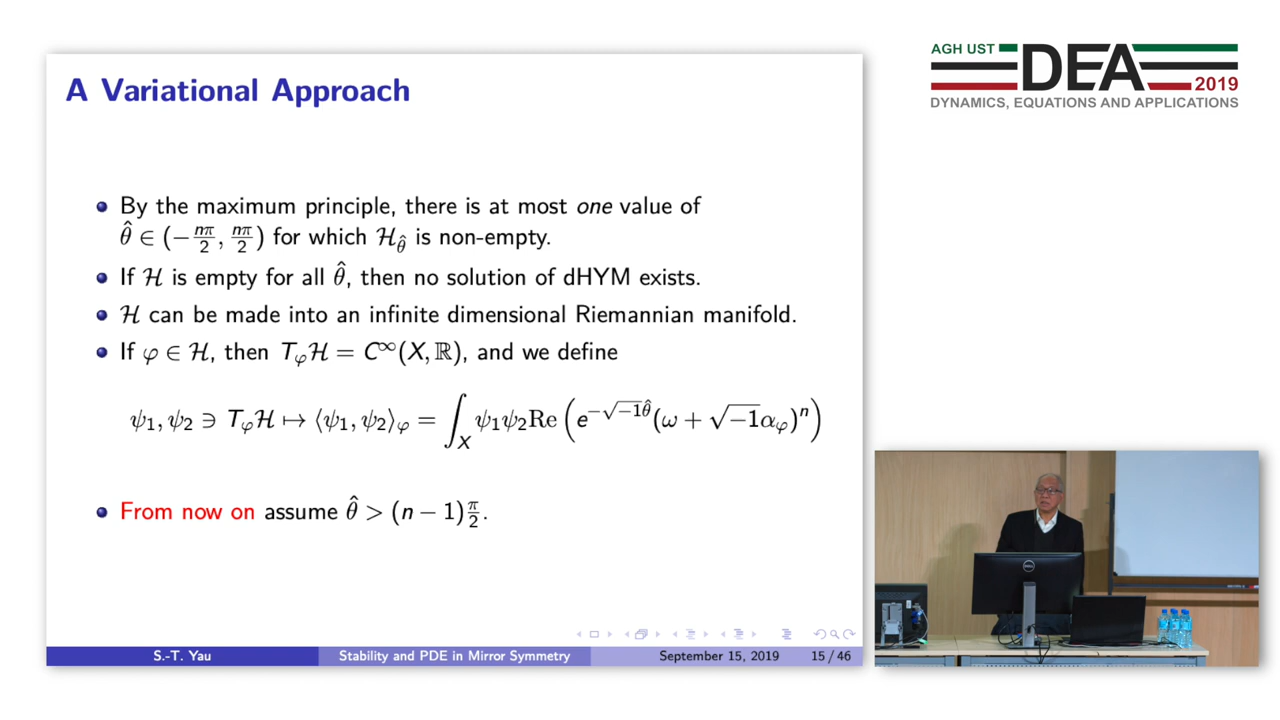 A Variational Approach
By the maximum principle, there is at most one value of
θ̂ ∈ (−nπ/2, nπ/2) for which ℋ_θ̂ is non-empty.
If ℋ is empty for all θ̂, then no solution of dHYM exists.
ℋ can be made into an infinite dimensional Riemannian manifold.
If φ ∈ ℋ, then T_φℋ = C^∞(X, ℝ), and we define
ψ₁, ψ₂ ∋ T_φℋ ↦ ⟨ψ₁, ψ₂⟩_φ = ∫_X ψ₁ψ₂Re(e^{−√−1θ̂}(ω + √−1α_φ)^n)
From now on assume θ̂ > (n − 1)π/2.
S.-T. Yau Stability and PDE in Mirror Symmetry September 15, 2019 15 / 46
AGH UST
DEA
2019
DYNAMICS, EQUATIONS AND APPLICATIONS
DELL